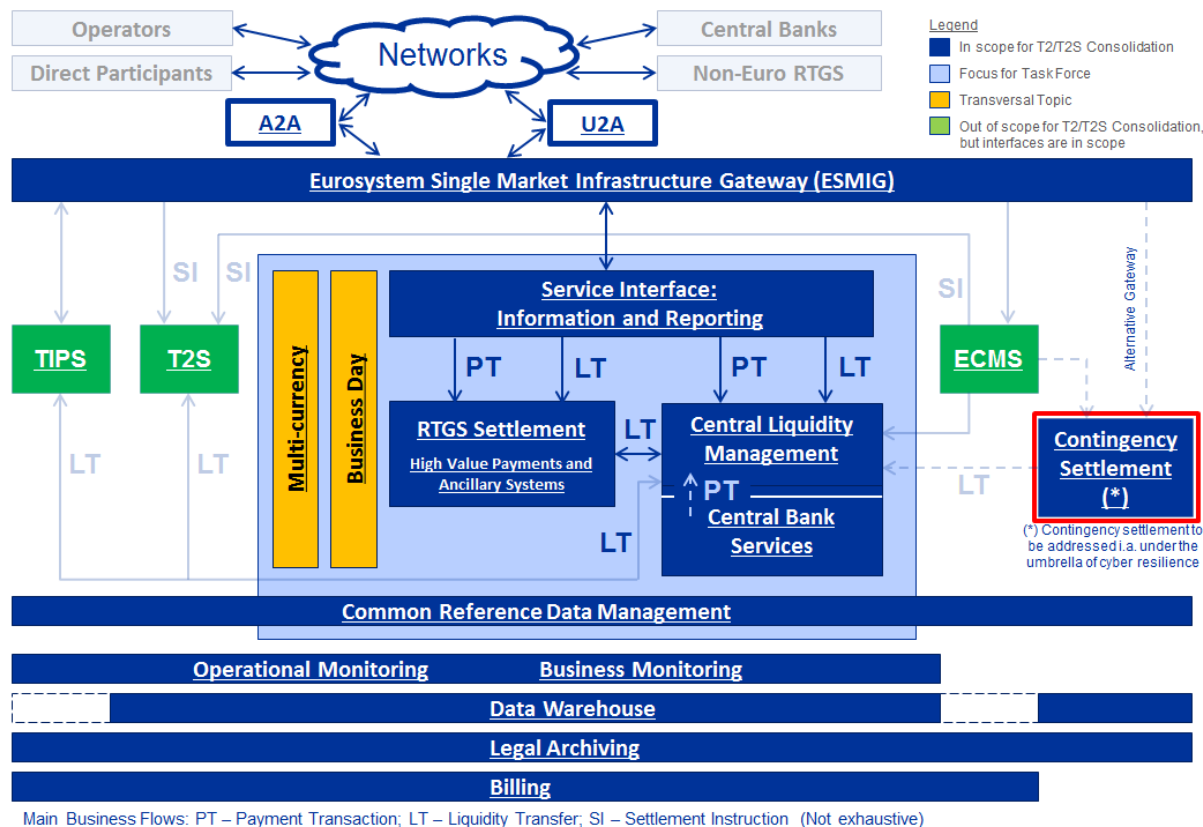 Operators
Networks
Central Banks
Legend
In scope for T2/T2S Consolidation
Direct Participants
Non-Euro RTGS
Focus for Task Force
Transversal Topic
A2A
U2A
Out of scope for T2/T2S Consolidation,
but interfaces are in scope
Eurosystem Single Market Infrastructure Gateway (ESMIG)
SI
SI
SI
Alternative Gateway
Multi-currency
Business Day
Service Interface:
Information and Reporting
TIPS
T2S
ECMS
PT
LT
PT
LT
RTGS Settlement
High Value Payments and
Ancillary Systems
LT
Central Liquidity
Management
PT
Central Bank
Services
Contingency
Settlement
(*)
LT
LT
LT
LT
(*) Contingency settlement to
be addressed i.a. under the
umbrella of cyber resilience
Common Reference Data Management
Operational Monitoring
Business Monitoring
Data Warehouse
Legal Archiving
Billing
Main Business Flows: PT – Payment Transaction; LT – Liquidity Transfer; SI – Settlement Instruction (Not exhaustive)